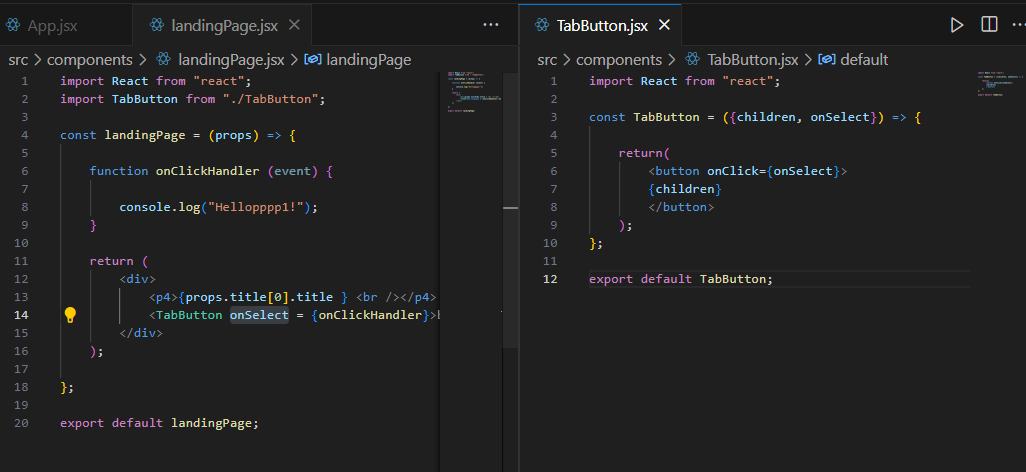 App.jsx
landingPage.jsx
src > components > landingPage.jsx > landingPage
1 import React from "react";
2 import TabButton from "./TabButton";
3
4 const landingPage = (props) => {
5
6 function onClickHandler (event) {
7
8 console.log("Hellopppp1!");
9 }
10
11 return (
12 <div>
13 <p4>{props.title[0].title } <br /></p4>
14 <TabButton onSelect = {onClickHandler}>
15 </div>
16 );
17
18 };
19
20 export default landingPage;
TabButton.jsx
src > components > TabButton.jsx > default
1 import React from "react";
2
3 const TabButton = ({children, onSelect}) => {
4
5 return(
6 <button onClick={onSelect}>
7 {children}
8 </button>
9 );
10 };
11
12 export default TabButton;